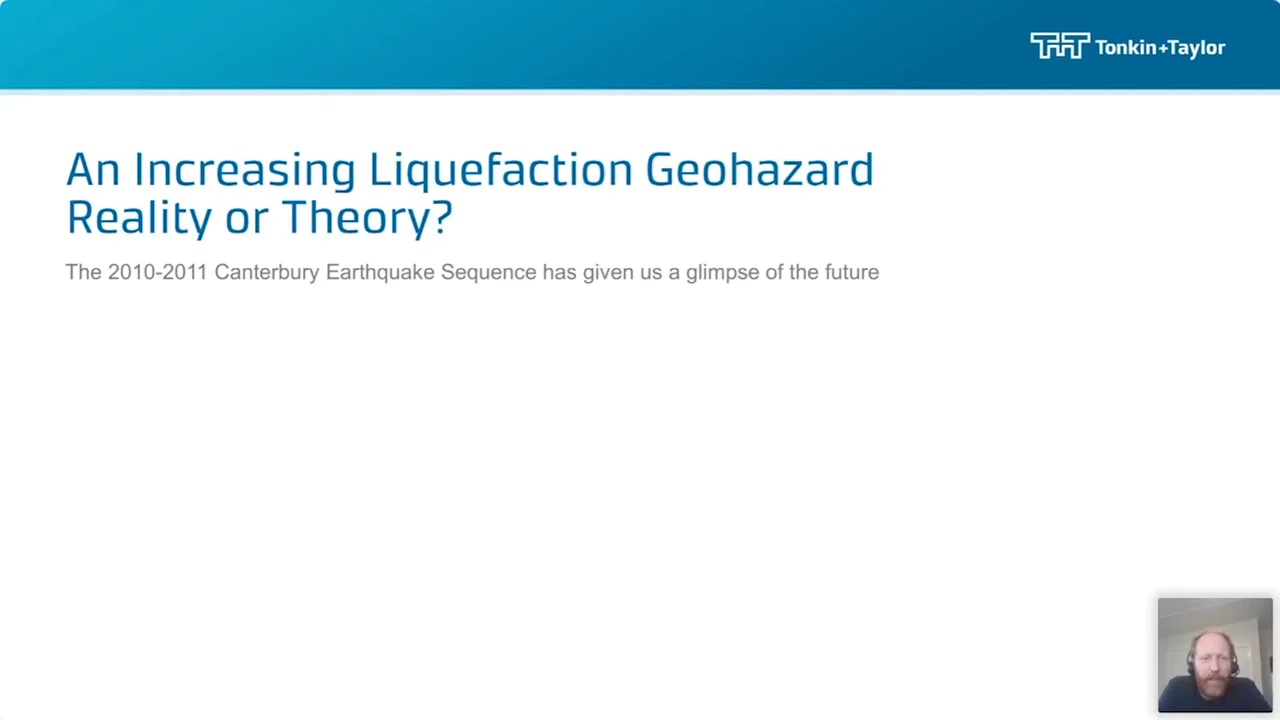 Tonkin+Taylor
An Increasing Liquefaction Geohazard
Reality or Theory?
The 2010-2011 Canterbury Earthquake Sequence has given us a glimpse of the future